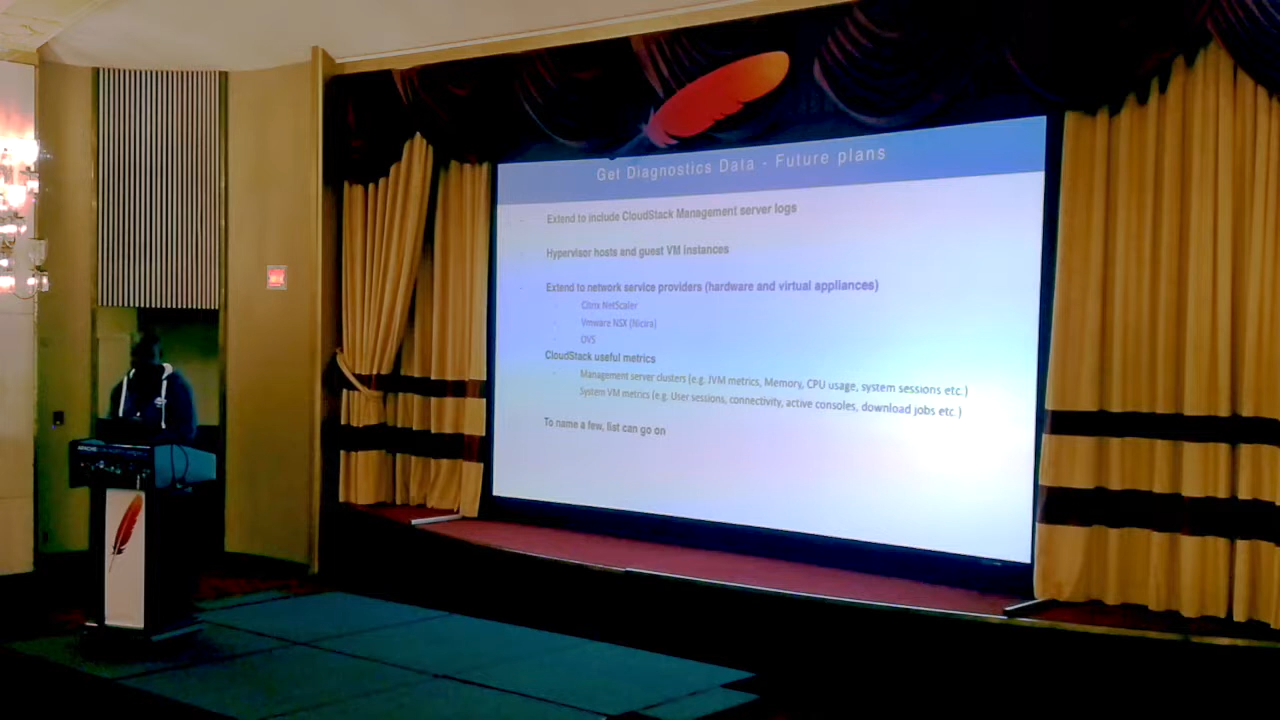 Get Diagnostics Data - Future plans
Extend to include CloudStack Management server logs
Hypervisor hosts and guest VM instances
Extend to network service providers (hardware and virtual appliances)
Citrix NetScaler
Vmware NSX (Nicira)
OVS
CloudStack useful metrics
Management server clusters (e.g. JVM metrics, Memory, CPU usage, system sessions etc.)
System VM metrics (e.g. User sessions, connectivity, active consoles, download jobs etc.)
To name a few, list can go on
APACHE